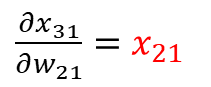 ∂x₃₁/∂w₂₁ = x₂₁